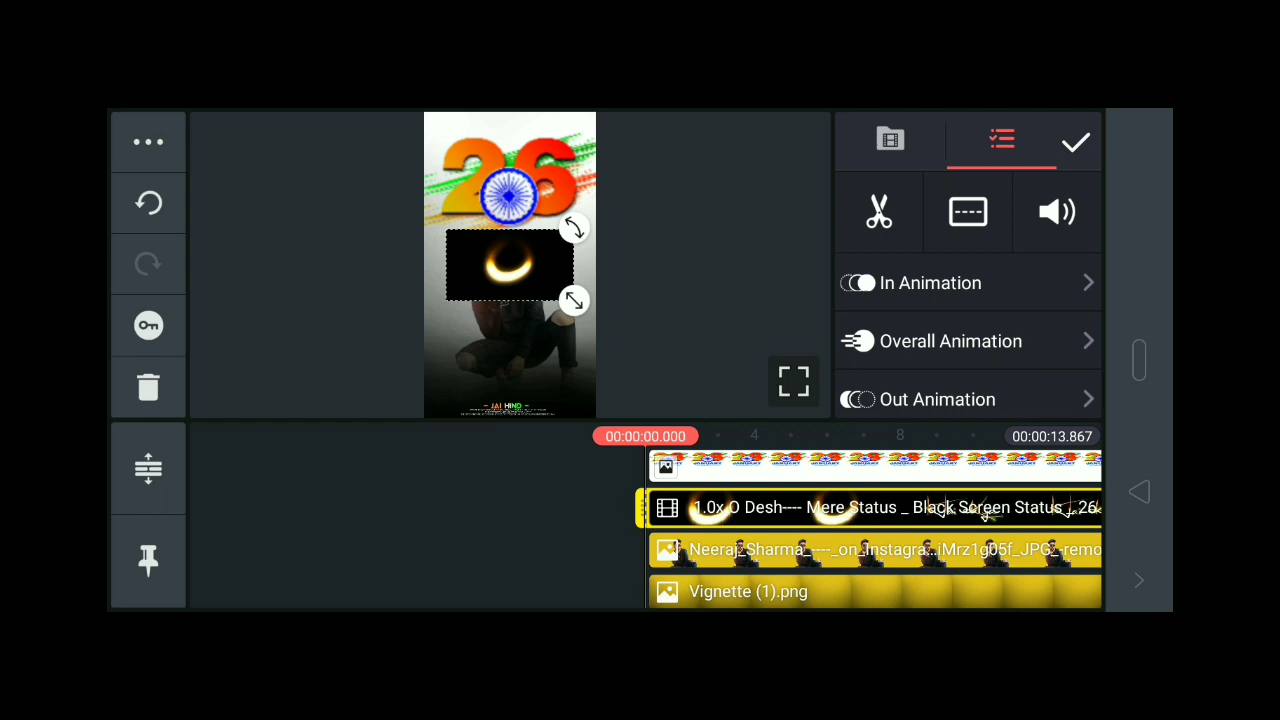 26
- JAI HIND -
In Animation
Overall Animation
Out Animation
00:00:00.000
4
8
00:00:13.867
1.0x O Desh---- Mere Status _ Black Screen Status _ 26
Neeraj_Sharma_----_on_Instagra...iMrz1g05f_JPG_-remo
Vignette (1).png